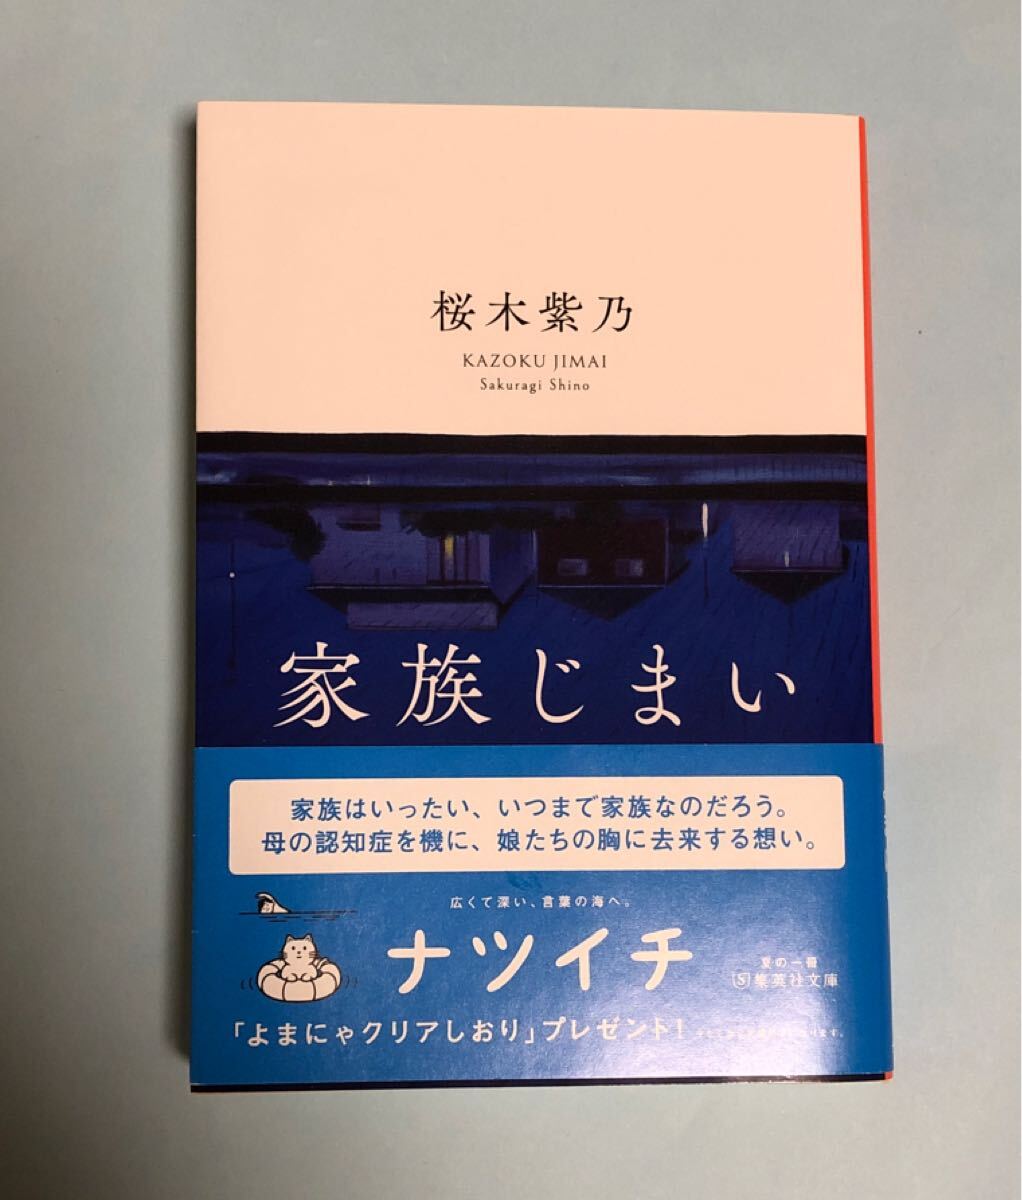 桜木紫乃
KAZOKU JIMAI
Sakuragi Shino
家族じまい
家族はいったい、いつまで家族なのだろう。
母の認知症を機に、娘たちの胸に去来する想い。
広くて深い、言葉の海へ。
ナツイチ
夏の一冊
S 集英社文庫
「よまにゃクリアしおり」プレゼント!